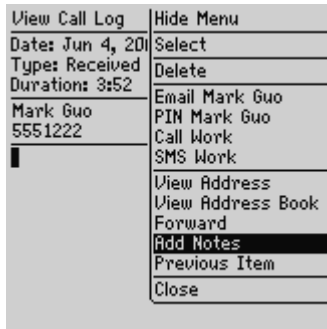 View Call Log
Date: Jun 4, 20
Type: Received
Duration: 3:52
Mark Guo
5551222
Hide Menu
Select
Delete
Email Mark Guo
PIN Mark Guo
Call Work
SMS Work
View Address
View Address Book
Forward
Add Notes
Previous Item
Close